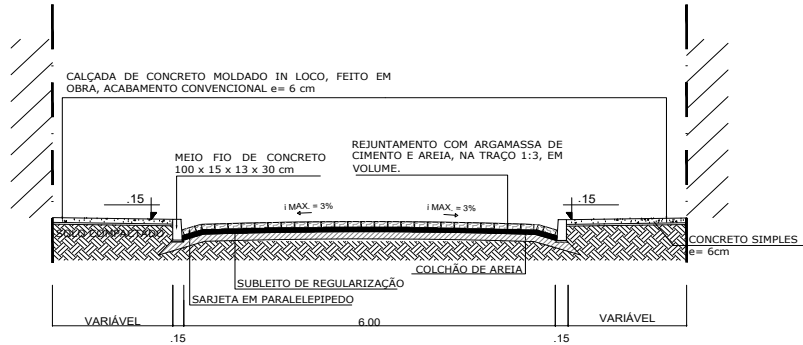 CALÇADA DE CONCRETO MOLDADO IN LOCO, FEITO EM
OBRA, ACABAMENTO CONVENCIONAL e= 6 cm
MEIO FIO DE CONCRETO
100 x 15 x 13 x 30 cm
REJUNTAMENTO COM ARGAMASSA DE
CIMENTO E AREIA, NA TRAÇO 1:3, EM
VOLUME.
.15
i MAX. = 3%
i MAX. = 3%
.15
SOLO COMPACTADO
CONCRETO SIMPLES
e= 6cm
COLCHÃO DE AREIA
SUBLEITO DE REGULARIZAÇÃO
SARJETA EM PARALELEPIPEDO
VARIÁVEL
6.00
VARIÁVEL
.15
.15